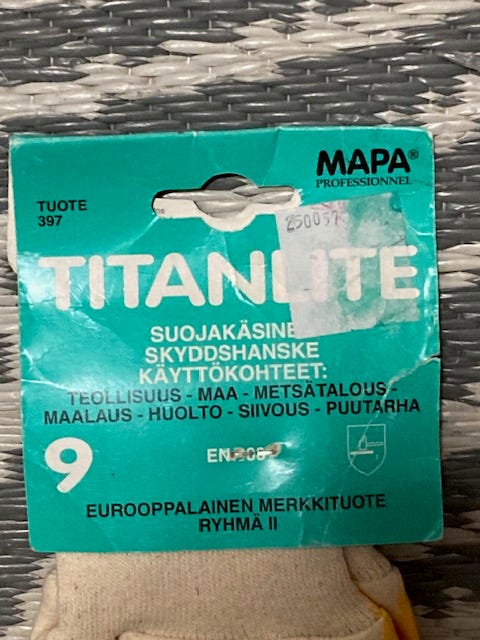 MAPA®
PROFESSIONNEL
TUOTE
397
TITANLITE
SUOJAKÄSINE
SKYDDSHANSKE
KÄYTTÖKOHTEET:
TEOLLISUUS - MAA - METSÄTALOUS -
MAALAUS - HUOLTO - SIIVOUS - PUUTARHA
9
EN
EUROOPPALAINEN MERKKITUOTE
RYHMÄ II